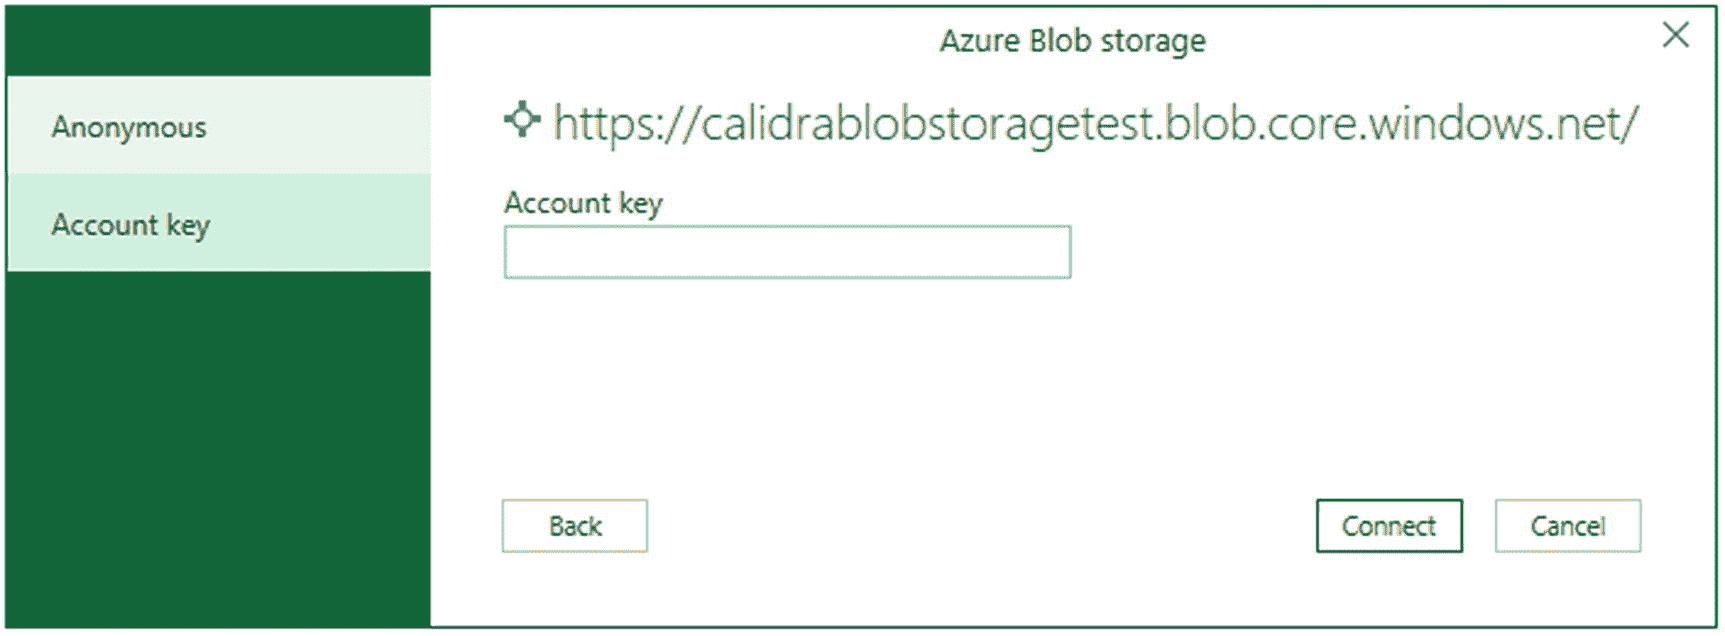 Azure Blob storage
Anonymous
Account key
https://calidrablobstoragetest.blob.core.windows.net/
Account key
Back
Connect
Cancel